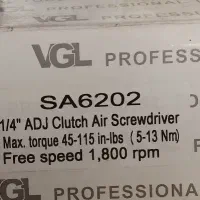 VGL PROFESS
SA6202
1/4" ADJ Clutch Air Screwdriver
Max. torque 45-115 in-lbs ( 5-13 Nm)
Free speed 1,800 rpm
VGL PROFESSION